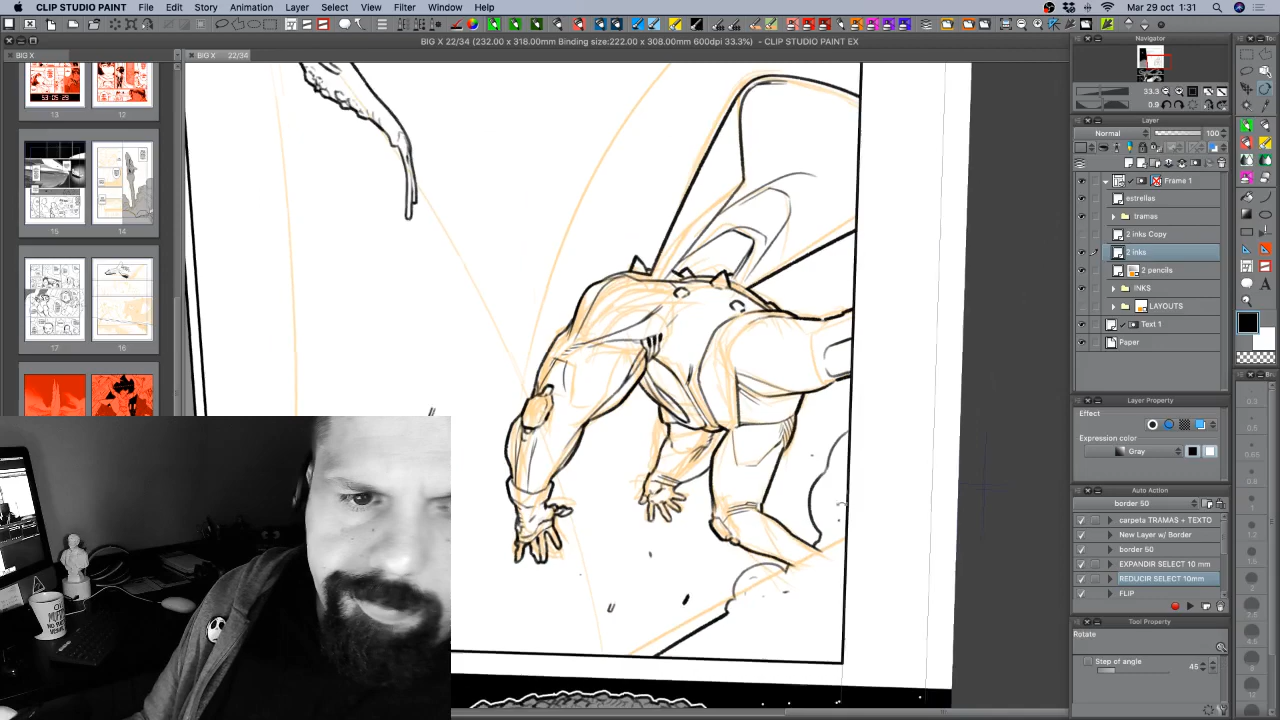 CLIP STUDIO PAINT File Edit Story Animation Layer Select View Filter Window Help Mar 29 oct 1:31
BIG X 22/34 (232.00 x 318.00mm Binding size:222.00 x 308.00mm 600dpi 33.3%) - CLIP STUDIO PAINT EX
BIG X
BIG X 22/34
13 12
15 14
17 16
Navigator
33.3
0.9
Layer
Normal 100
Frame 1
estrellas
tramas
2 inks Copy
2 inks
2 pencils
INKS
LAYOUTS
Text 1
Paper
Layer Property
Effect
Expression color
Gray
Auto Action
border 50
carpeta TRAMAS + TEXTO
New Layer w/ Border
border 50
EXPANDIR SELECT 10 mm
REDUCIR SELECT 10mm
FLIP
Tool Property
Rotate
Step of angle 45